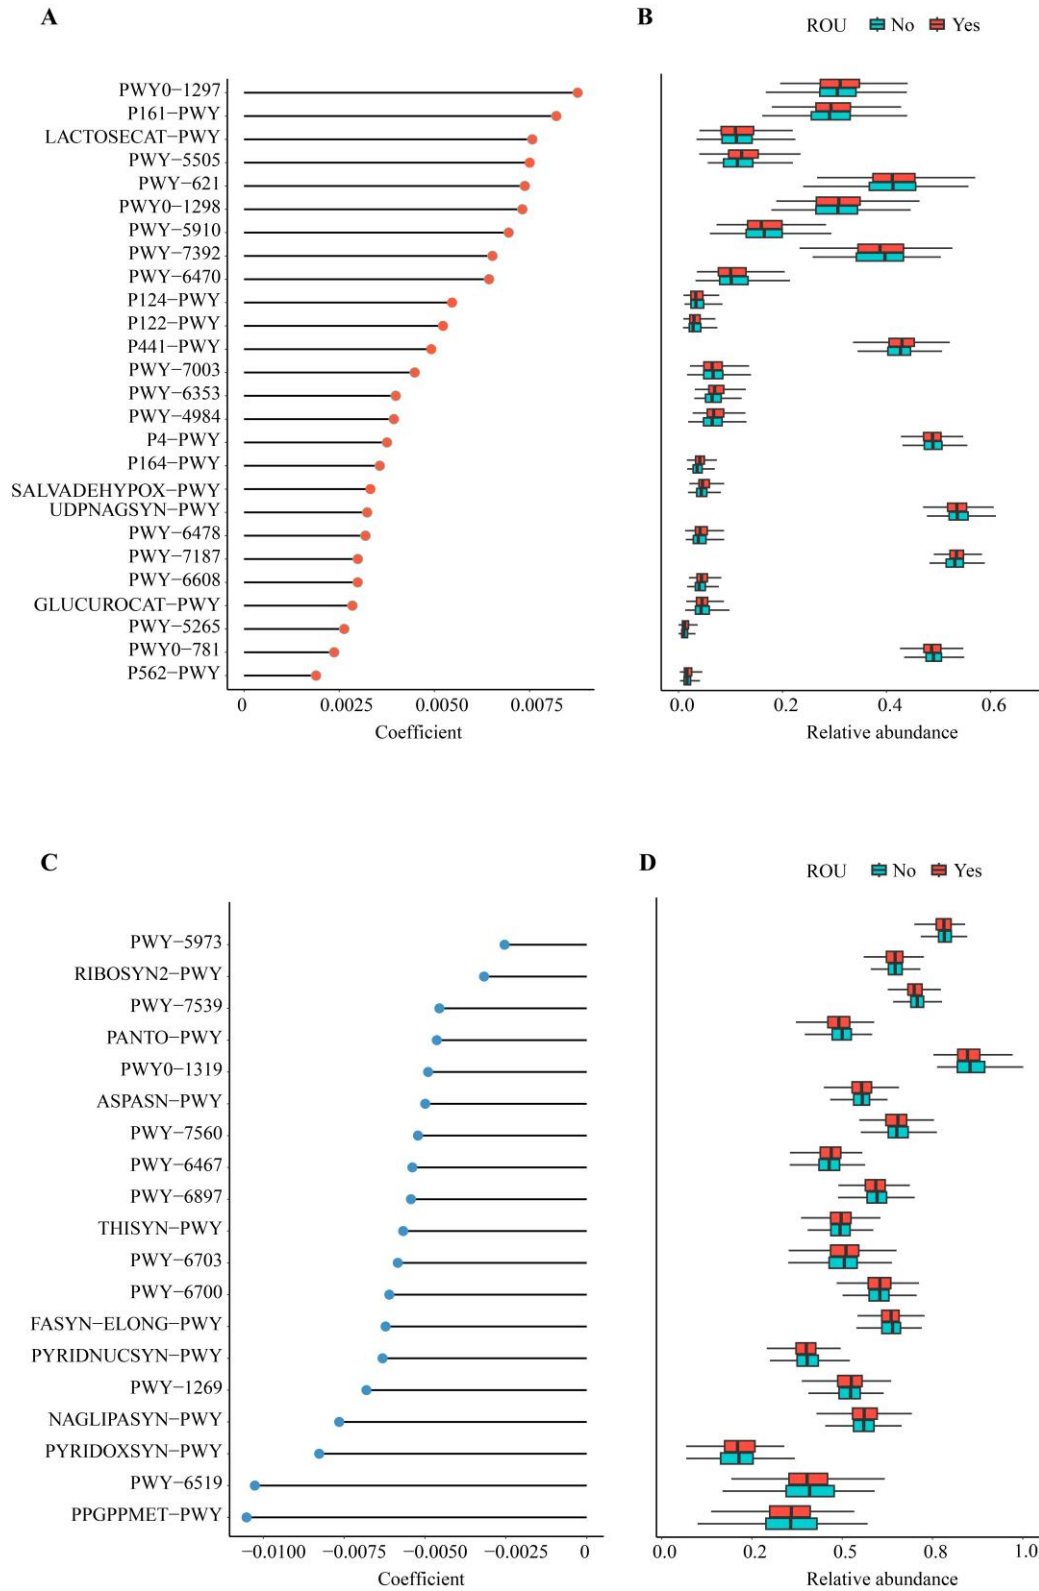 A
B
ROU No Yes
PWY0−1297
P161−PWY
LACTOSECAT−PWY
PWY−5505
PWY−621
PWY0−1298
PWY−5910
PWY−7392
PWY−6470
P124−PWY
P122−PWY
P441−PWY
PWY−7003
PWY−6353
PWY−4984
P4−PWY
P164−PWY
SALVADEHYPOX−PWY
UDPNAGSYN−PWY
PWY−6478
PWY−7187
PWY−6608
GLUCUROCAT−PWY
PWY−5265
PWY0−781
P562−PWY
0 0.0025 0.0050 0.0075
Coefficient
0.0 0.2 0.4 0.6
Relative abundance
C
D
ROU No Yes
PWY−5973
RIBOSYN2−PWY
PWY−7539
PANTO−PWY
PWY0−1319
ASPASN−PWY
PWY−7560
PWY−6467
PWY−6897
THISYN−PWY
PWY−6703
PWY−6700
FASYN−ELONG−PWY
PYRIDNUCSYN−PWY
PWY−1269
NAGLIPASYN−PWY
PYRIDOXSYN−PWY
PWY−6519
PPGPPMET−PWY
−0.0100 −0.0075 −0.0050 −0.0025 0
Coefficient
0.0 0.2 0.5 0.8 1.0
Relative abundance